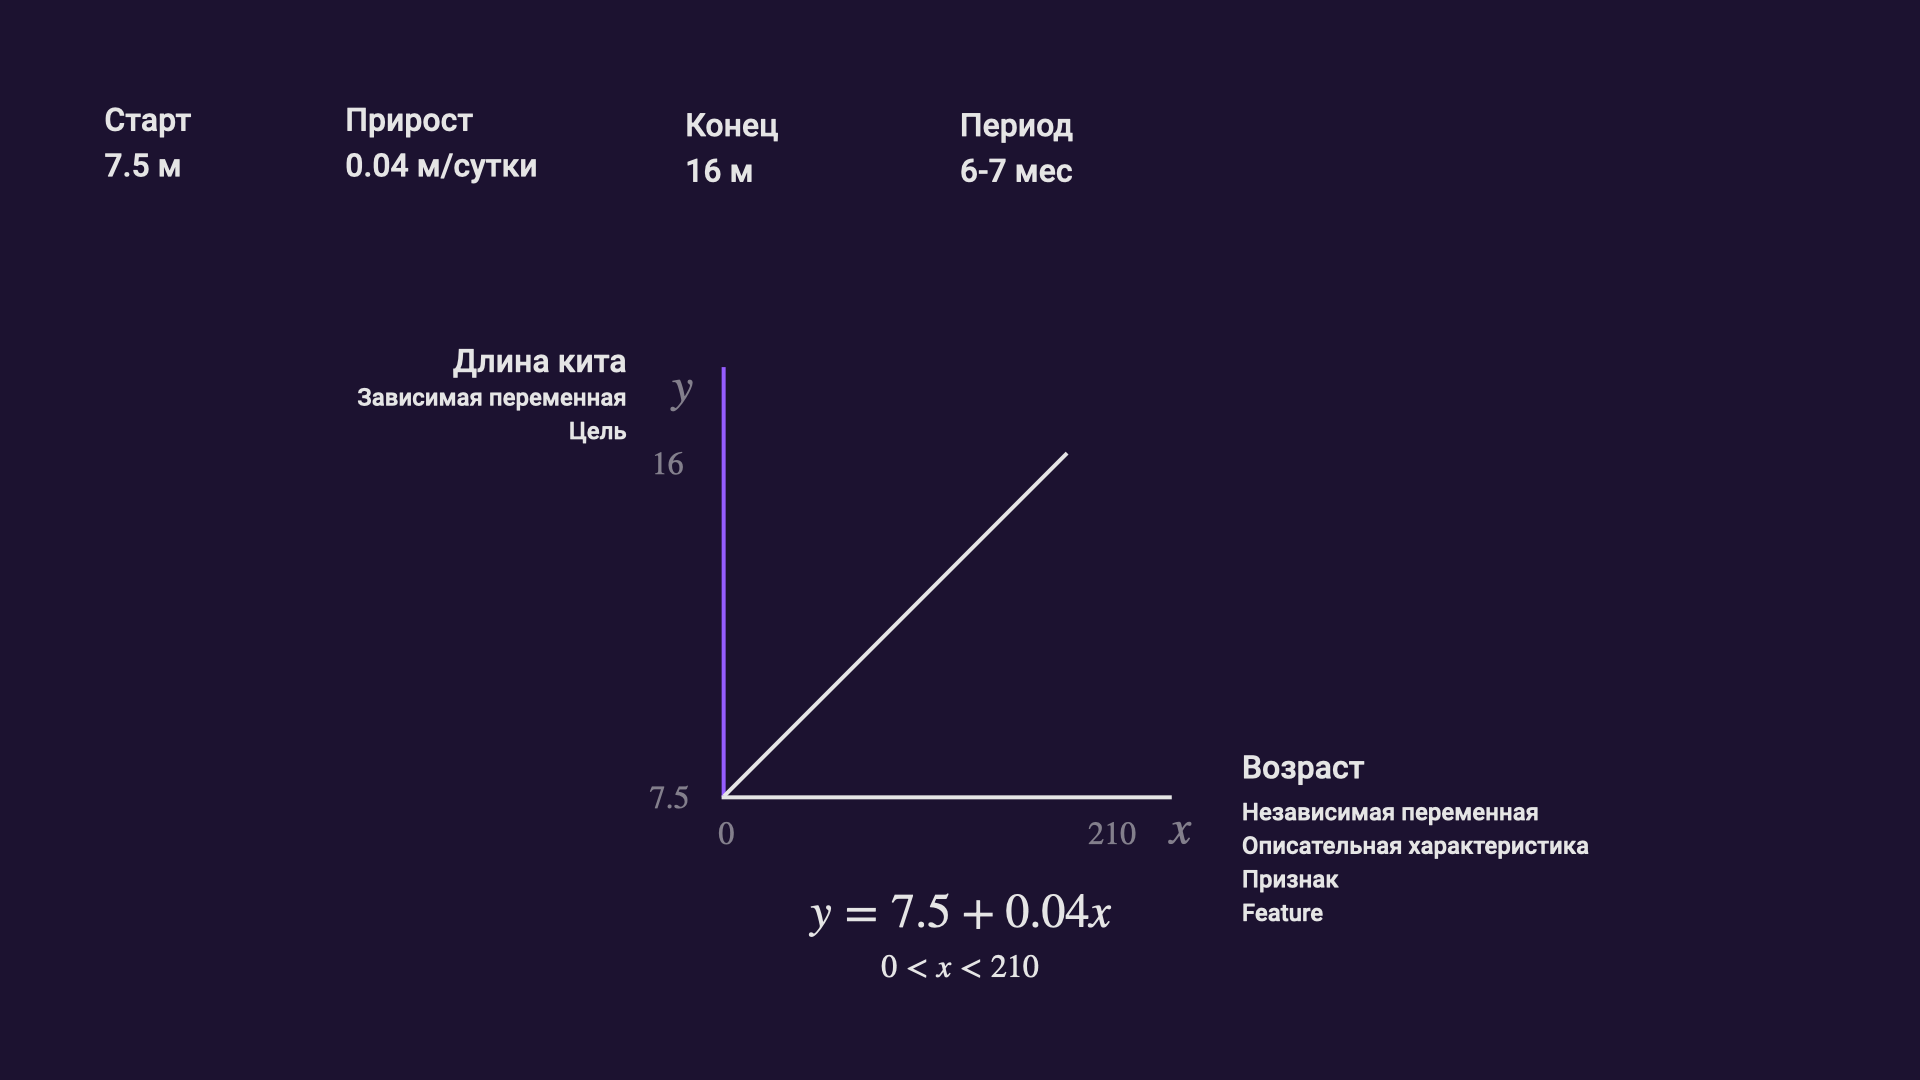 Старт
7.5 м
Прирост
0.04 м/сутки
Конец
16 м
Период
6-7 мес
Длина кита
Зависимая переменная
Цель
y
16
7.5
0
210
x
Возраст
Независимая переменная
Описательная характеристика
Признак
Feature
y = 7.5 + 0.04x
0 < x < 210